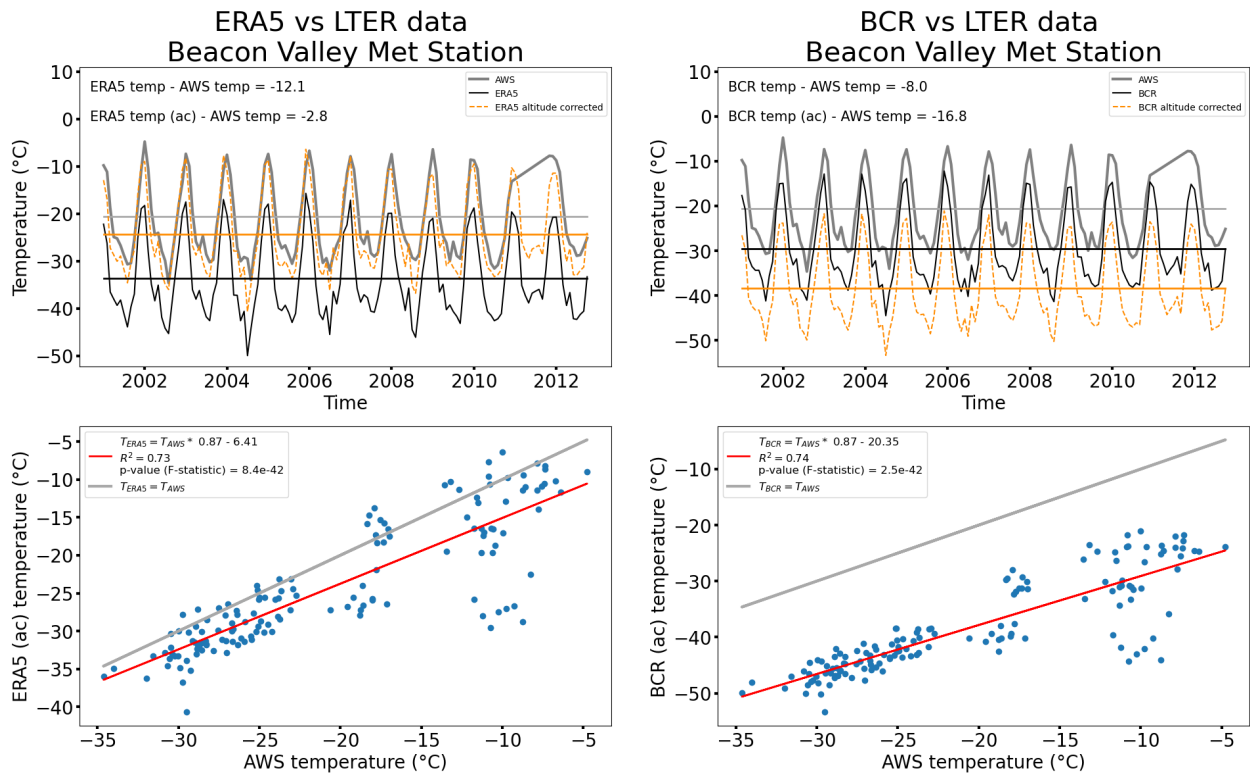 ERA5 vs LTER data
Beacon Valley Met Station
ERA5 temp - AWS temp = -12.1
ERA5 temp (ac) - AWS temp = -2.8
AWS
ERA5
ERA5 altitude corrected
10
0
−10
−20
−30
−40
−50
Temperature (°C)
2002
2004
2006
2008
2010
2012
Time
BCR vs LTER data
Beacon Valley Met Station
BCR temp - AWS temp = -8.0
BCR temp (ac) - AWS temp = -16.8
AWS
BCR
BCR altitude corrected
10
0
−10
−20
−30
−40
−50
Temperature (°C)
2002
2004
2006
2008
2010
2012
Time
T_ERA5 = T_AWS * 0.87 - 6.41
R² = 0.73
p-value (F-statistic) = 8.4e-42
T_ERA5 = T_AWS
−5
−10
−15
−20
−25
−30
−35
−40
ERA5 (ac) temperature (°C)
−35
−30
−25
−20
−15
−10
−5
AWS temperature (°C)
T_BCR = T_AWS * 0.87 - 20.35
R² = 0.74
p-value (F-statistic) = 2.5e-42
T_BCR = T_AWS
−10
−20
−30
−40
−50
BCR (ac) temperature (°C)
−35
−30
−25
−20
−15
−10
−5
AWS temperature (°C)